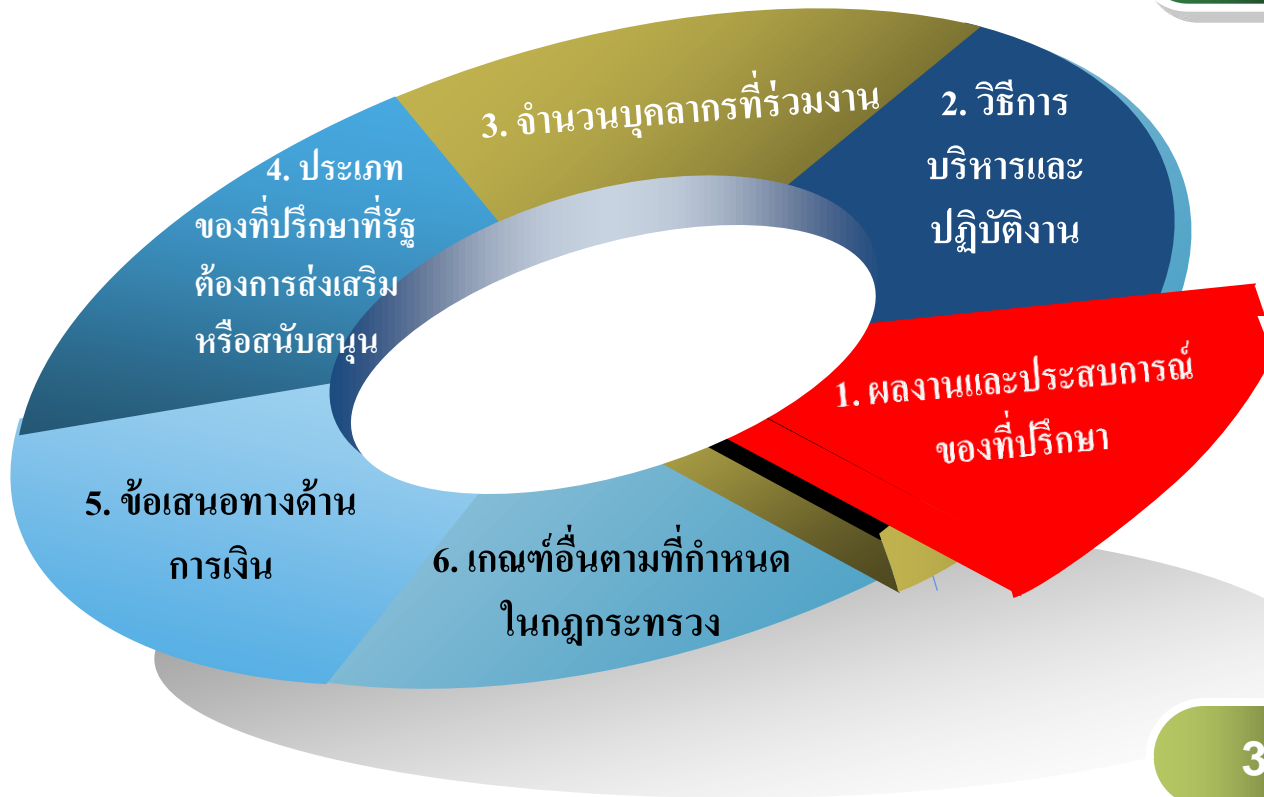 1. ผลงานและประสบการณ์
ของที่ปรึกษา
2. วิธีการ
บริหารและ
ปฏิบัติงาน
3. จำนวนบุคลากรที่ร่วมงาน
4. ประเภท
ของที่ปรึกษาที่รัฐ
ต้องการส่งเสริม
หรือสนับสนุน
5. ข้อเสนอทางด้าน
การเงิน
6. เกณฑ์อื่นตามที่กำหนด
ในกฎกระทรวง